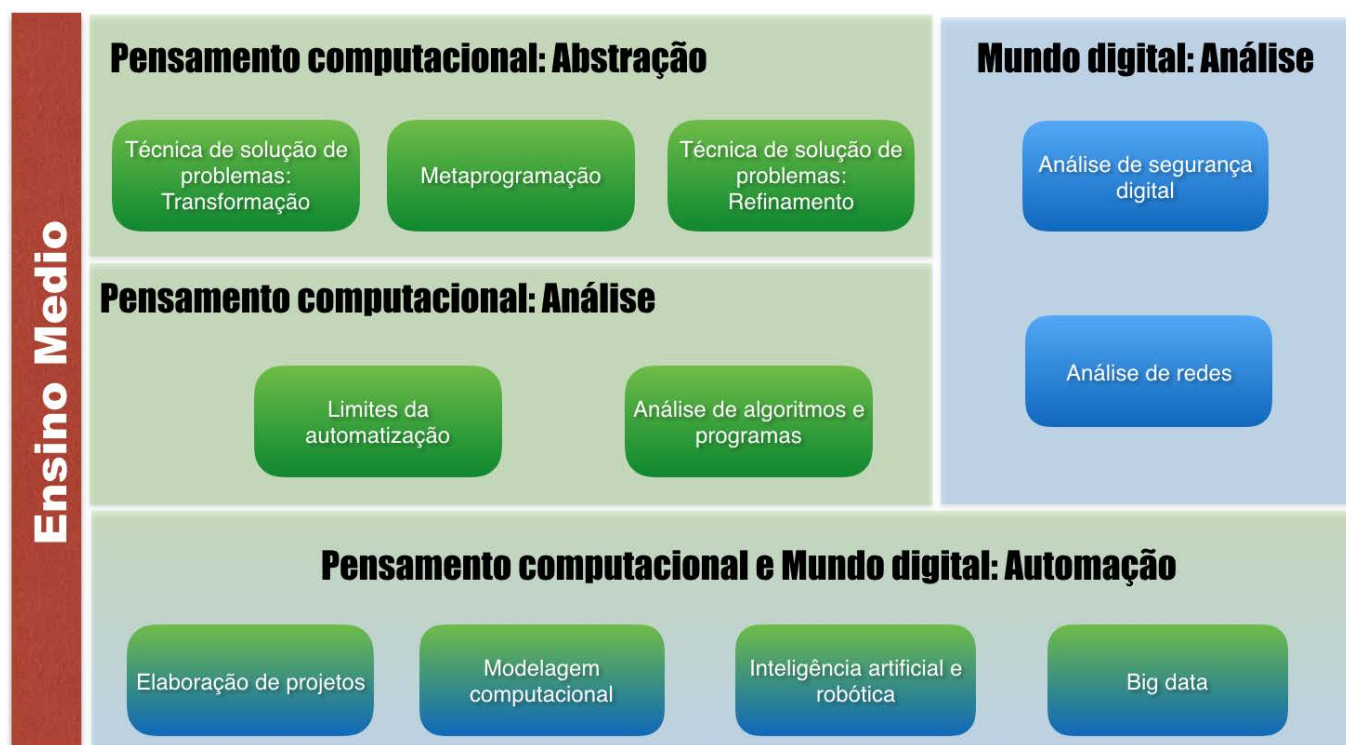 Ensino Medio
Pensamento computacional: Abstração
Técnica de solução de
problemas:
Transformação
Metaprogramação
Técnica de solução de
problemas:
Refinamento
Mundo digital: Análise
Análise de segurança
digital
Análise de redes
Pensamento computacional: Análise
Limites da
automatização
Análise de algoritmos e
programas
Pensamento computacional e Mundo digital: Automação
Elaboração de projetos
Modelagem
computacional
Inteligência artificial e
robótica
Big data